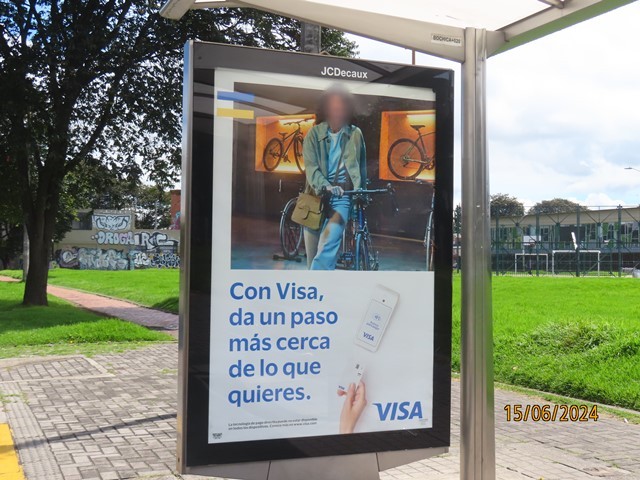 JCDecaux
Con Visa,
da un paso
más cerca
de lo que
quieres.
VISA
VISA
15/06/2024